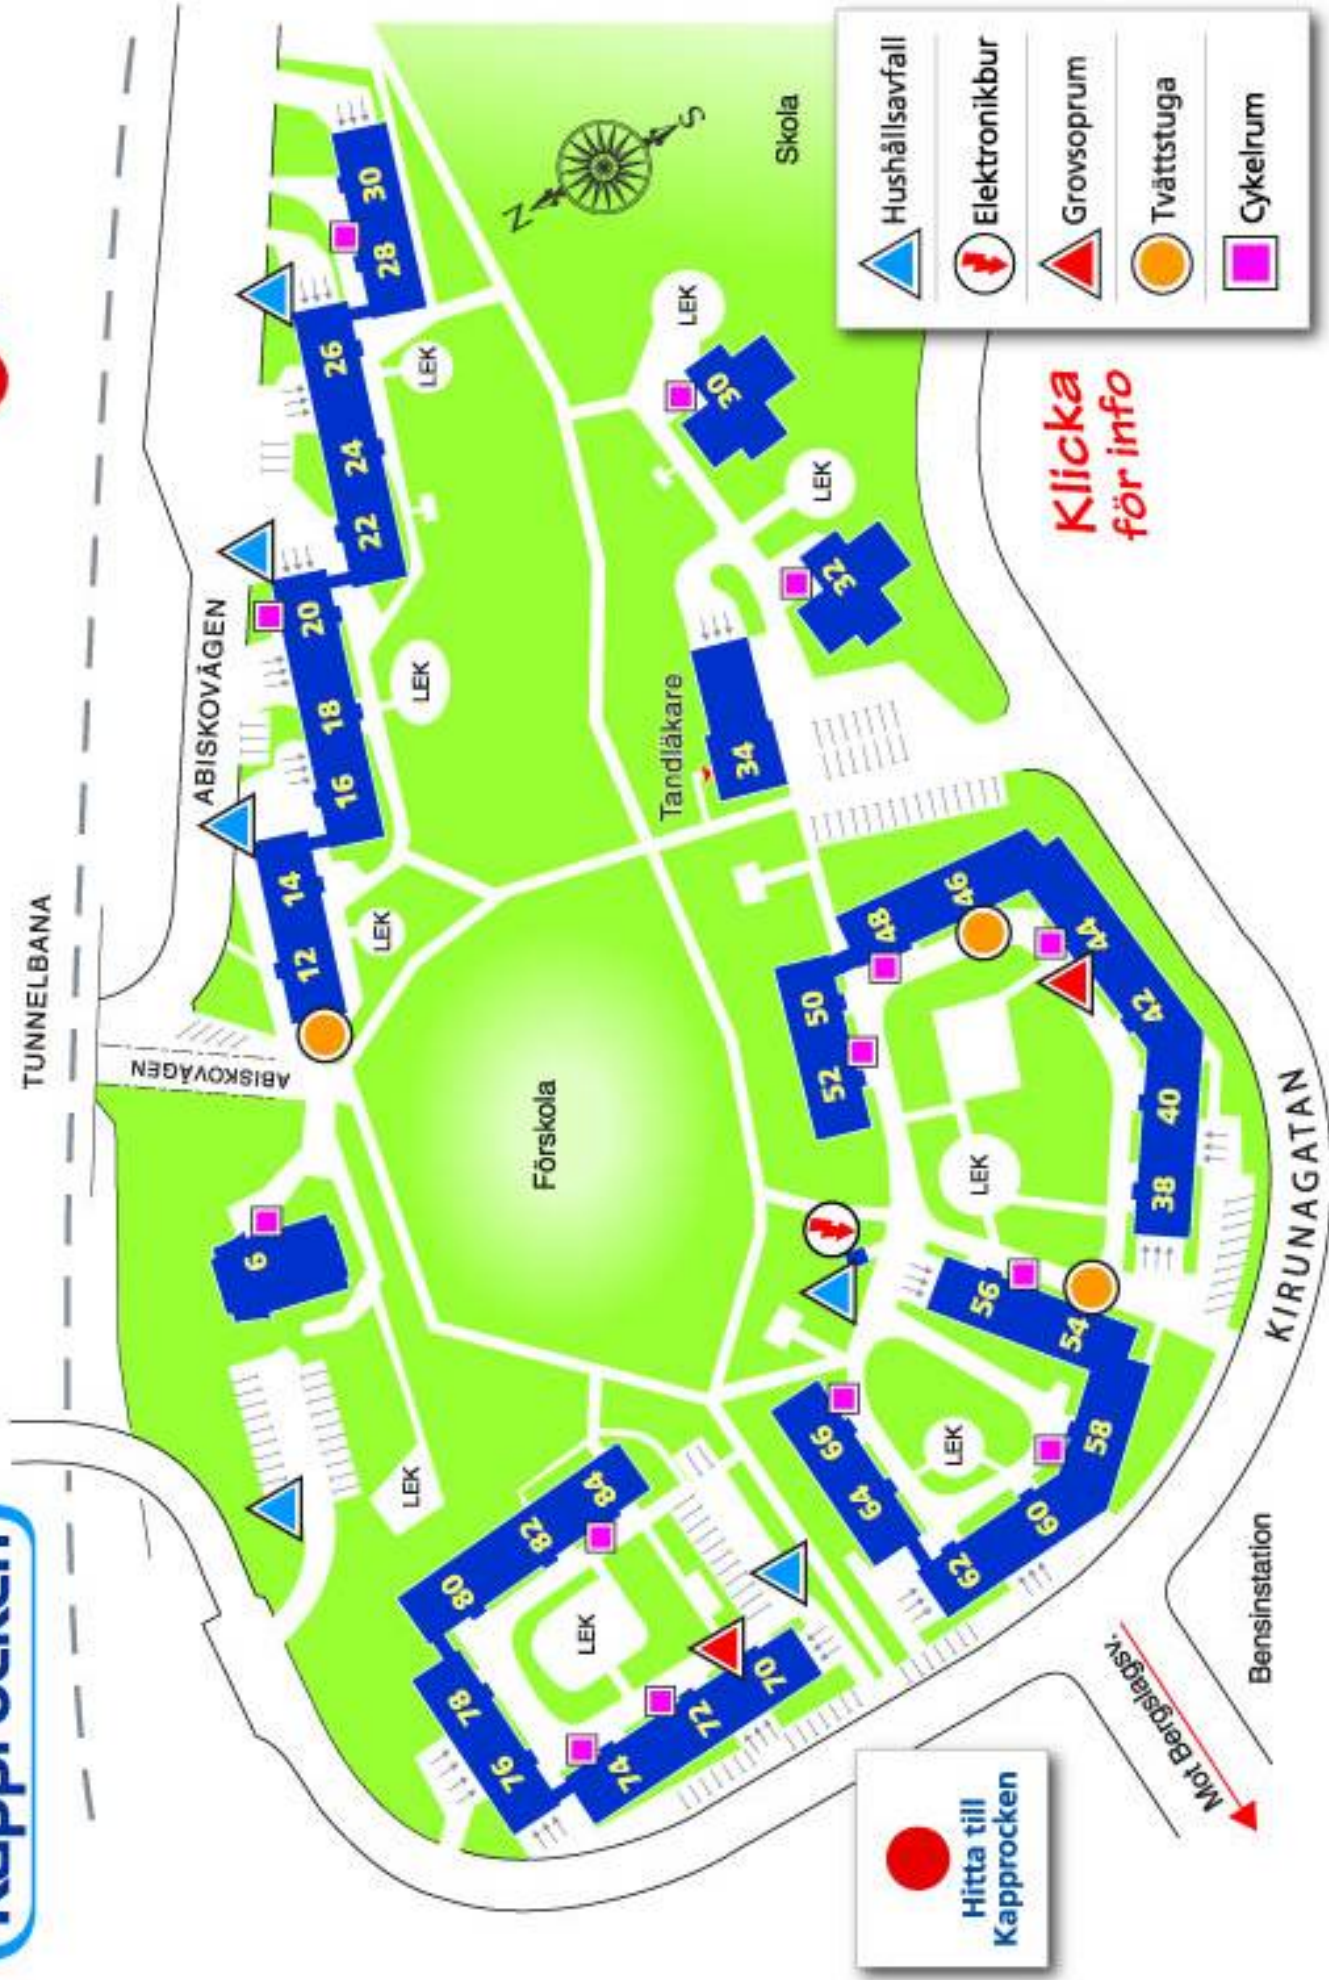 Kapprocken
TUNNELBANA
ABISKOVÄGEN
ABISKOVÄGEN
6
12
14
16
18
20
22
24
26
28
30
LEK
LEK
LEK
LEK
N
S
Skola
Förskola
Tandläkare
34
32
30
LEK
LEK
78
80
82
84
76
74
72
70
LEK
66
64
62
60
58
56
54
LEK
52
50
48
46
44
42
40
38
LEK
KIRUNAGATAN
Bensinstation
Mot Bergslagsv.
Hitta till
Kapprocken
Klicka
för info
Hushållsavfall
Elektronikbur
Grovsoprum
Tvättstuga
Cykelrum